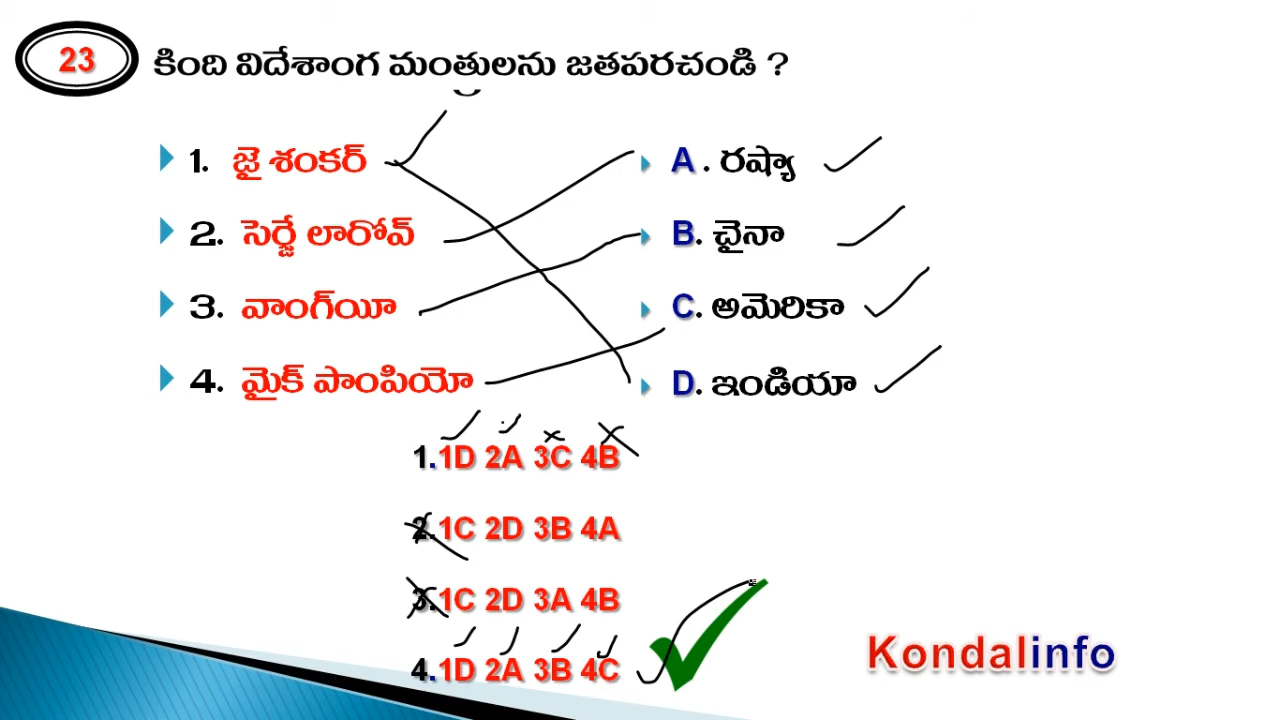 23 కింది విదేశాంగ మంత్రులను జతపరచండి ?
1. జై శంకర్
A . రష్యా
2. సెర్జే లారోవ్
B. చైనా
3. వాంగ్‌యీ
C. అమెరికా
4. మైక్ పాంపియో
D. ఇండియా
1.1D 2A 3C 4B
2.1C 2D 3B 4A
3.1C 2D 3A 4B
4.1D 2A 3B 4C
Kondalinfo